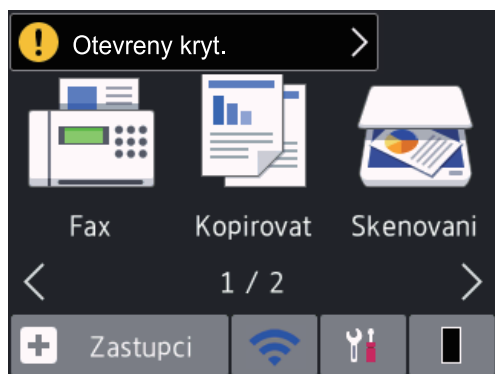 Otevreny kryt.
Fax Kopirovat Skenovani
1 / 2
Zastupci